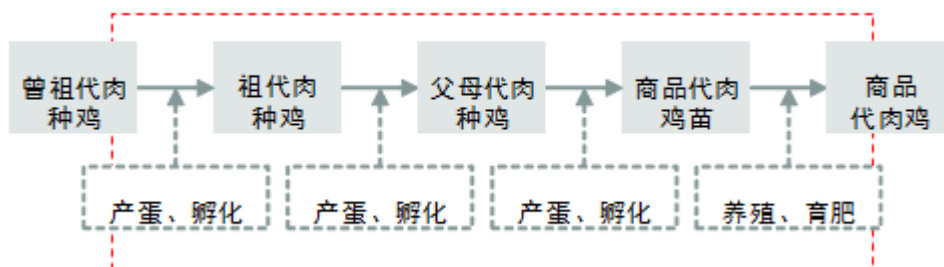 曾祖代肉
种鸡
祖代肉
种鸡
父母代肉
种鸡
商品代肉
鸡苗
商品
代肉鸡
产蛋、孵化
产蛋、孵化
产蛋、孵化
养殖、育肥